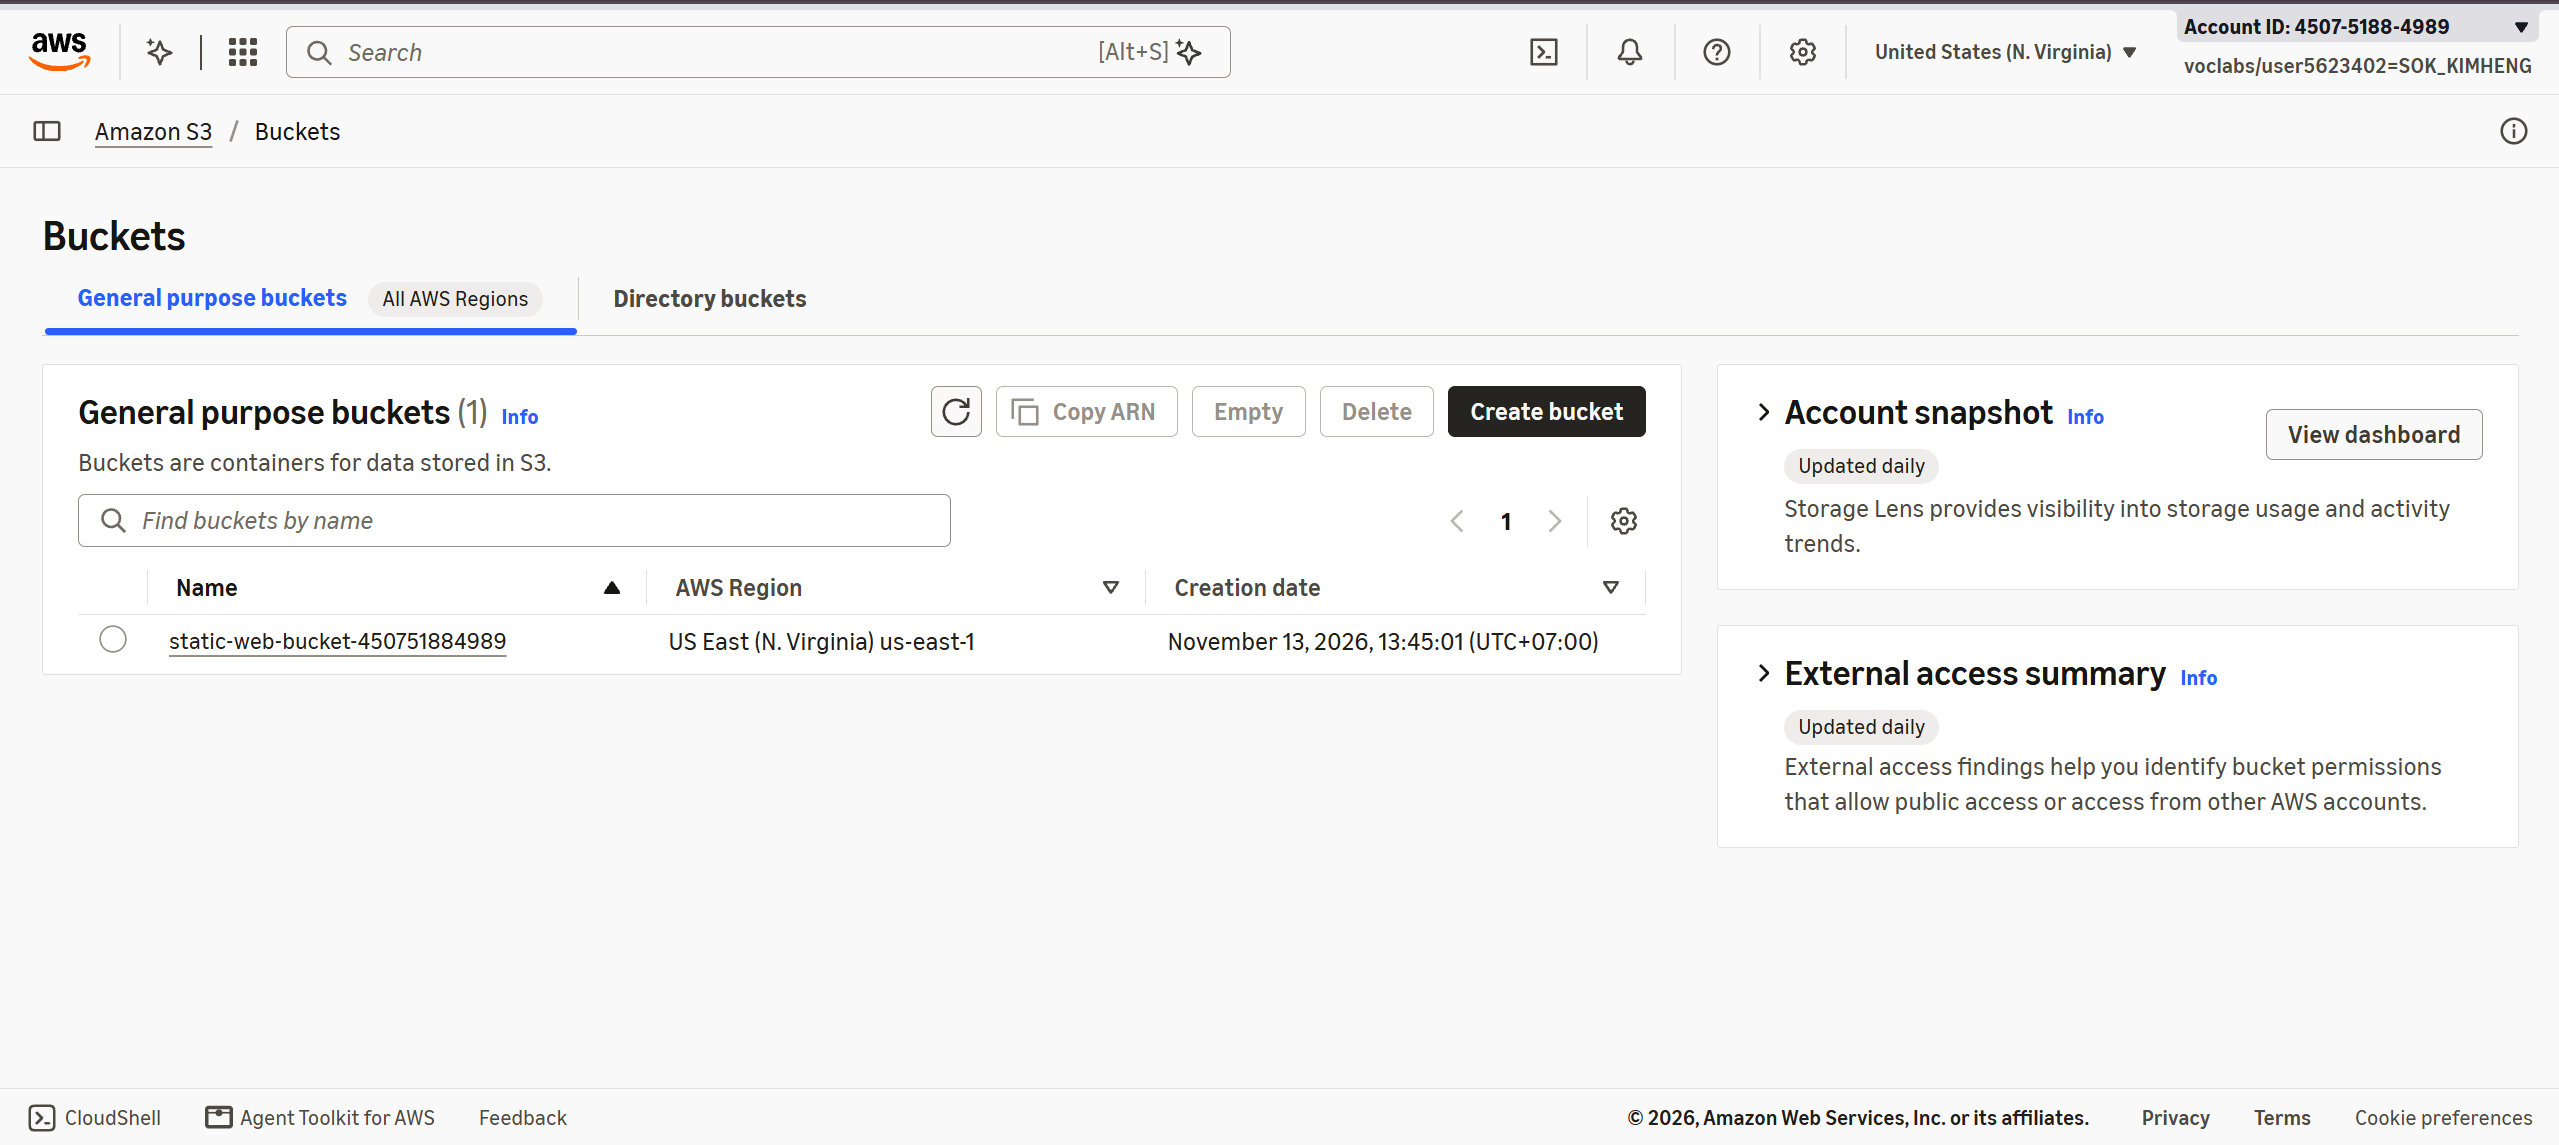 aws
Search [Alt+S]
United States (N. Virginia)
Account ID: 4507-5188-4989
voclabs/user5623402=SOK_KIMHENG
Amazon S3 / Buckets
Buckets
General purpose buckets All AWS Regions Directory buckets
General purpose buckets (1) Info
Copy ARN Empty Delete Create bucket
Buckets are containers for data stored in S3.
Find buckets by name
1
Name AWS Region Creation date
static-web-bucket-450751884989 US East (N. Virginia) us-east-1 November 13, 2026, 13:45:01 (UTC+07:00)
Account snapshot Info
View dashboard
Updated daily
Storage Lens provides visibility into storage usage and activity
trends.
External access summary Info
Updated daily
External access findings help you identify bucket permissions
that allow public access or access from other AWS accounts.
CloudShell Agent Toolkit for AWS Feedback © 2026, Amazon Web Services, Inc. or its affiliates. Privacy Terms Cookie preferences